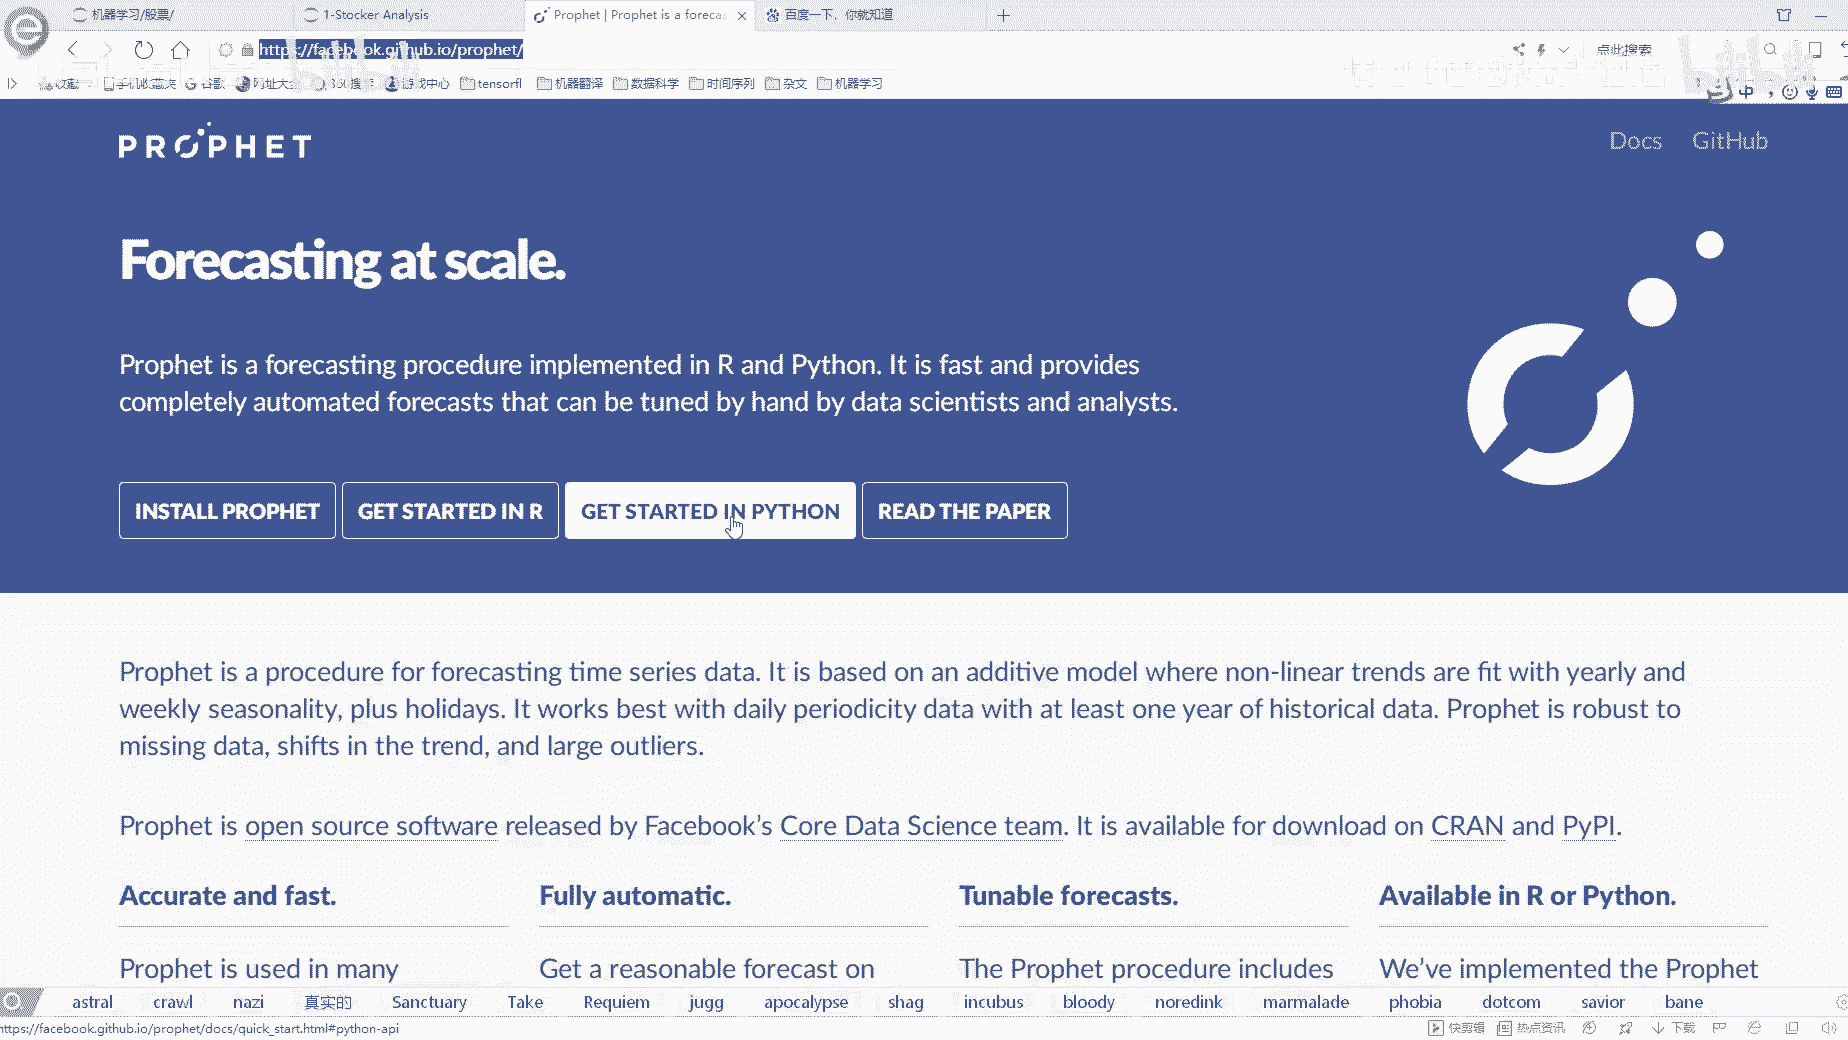 机器学习/股票/
1-Stocker Analysis
Prophet | Prophet is a forecas
百度一下，你就知道
https://facebook.github.io/prophet/
点此搜索
收藏
手机收藏夹
谷歌
网址大全
360搜
游戏中心
tensorfl
机器翻译
数据科学
时间序列
杂文
机器学习
中
PROPHET
Docs
GitHub
Forecasting at scale.
Prophet is a forecasting procedure implemented in R and Python. It is fast and provides
completely automated forecasts that can be tuned by hand by data scientists and analysts.
INSTALL PROPHET
GET STARTED IN R
GET STARTED IN PYTHON
READ THE PAPER
Prophet is a procedure for forecasting time series data. It is based on an additive model where non-linear trends are fit with yearly and
weekly seasonality, plus holidays. It works best with daily periodicity data with at least one year of historical data. Prophet is robust to
missing data, shifts in the trend, and large outliers.
Prophet is open source software released by Facebook’s Core Data Science team. It is available for download on CRAN and PyPI.
Accurate and fast.
Fully automatic.
Tunable forecasts.
Available in R or Python.
Prophet is used in many
Get a reasonable forecast on
The Prophet procedure includes
We’ve implemented the Prophet
astral
crawl
nazi
真实的
Sanctuary
Take
Requiem
jugg
apocalypse
shag
incubus
bloody
noredink
marmalade
phobia
dotcom
savior
bane
https://facebook.github.io/prophet/docs/quick_start.html#python-api
快剪辑
热点资讯
下载